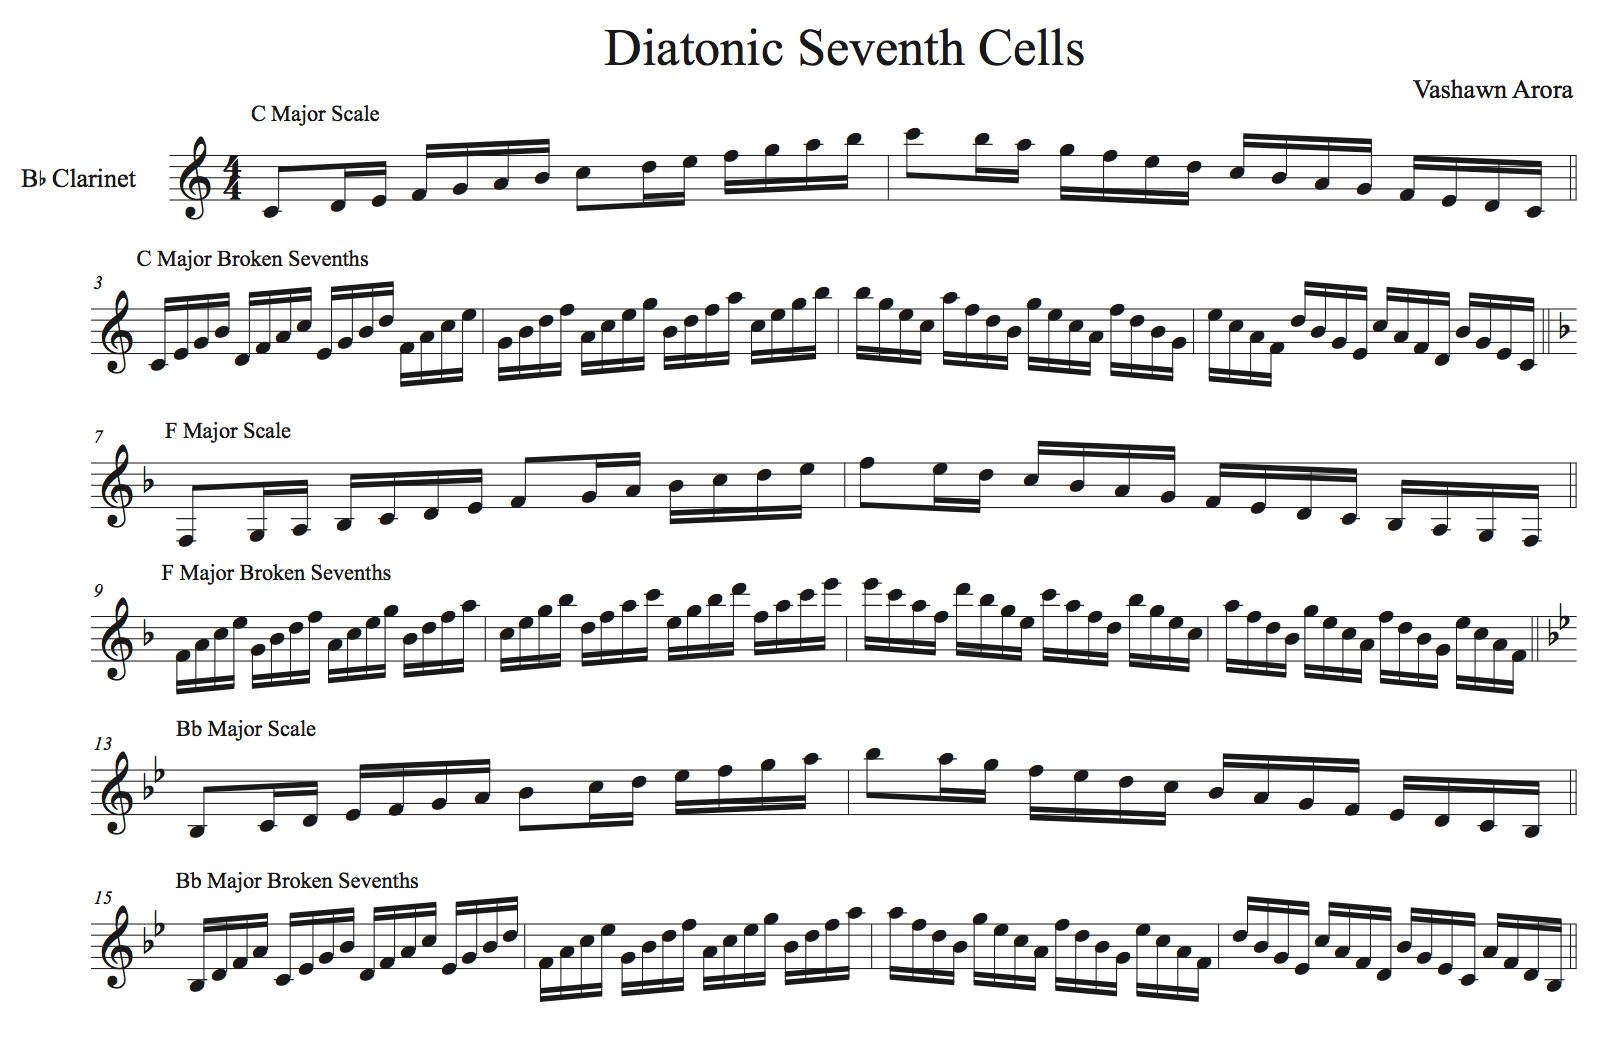 Diatonic Seventh Cells
Vashawn Arora
C Major Scale
B♭ Clarinet
4
4
C Major Broken Sevenths
3
F Major Scale
7
F Major Broken Sevenths
9
Bb Major Scale
13
Bb Major Broken Sevenths
15